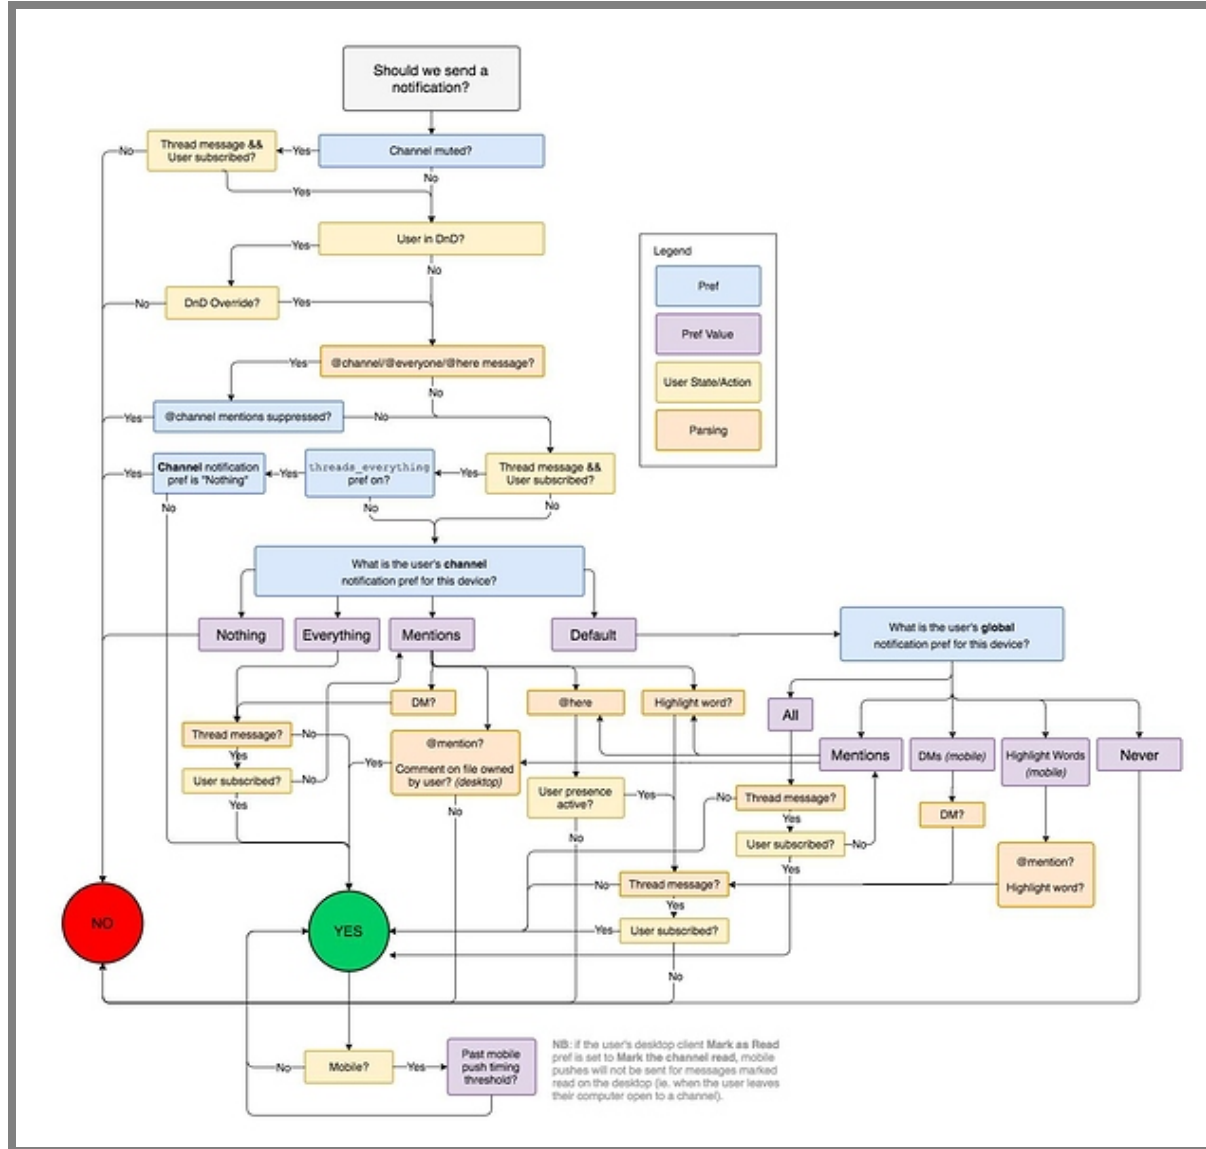 Should we send a
notification?
No
Thread message &&
User subscribed?
Yes
Channel muted?
No
Yes
Yes
User in DnD?
No
No
DnD Override?
Yes
Yes
@channel/@everyone/@here message?
No
Yes
@channel mentions suppressed?
No
Yes
Channel notification
pref is "Nothing"
Yes
threads_everything
pref on?
Yes
Thread message &&
User subscribed?
No
No
No
Legend
Pref
Pref Value
User State/Action
Parsing
What is the user's channel
notification pref for this device?
Nothing
Everything
Mentions
Default
What is the user's global
notification pref for this device?
DM?
@here
Highlight word?
All
Thread message?
No
Yes
User subscribed?
No
Yes
Yes
@mention?
Comment on file owned
by user? (desktop)
No
User presence
active?
Yes
No
Mentions
DMs (mobile)
Highlight Words
(mobile)
Never
No
Thread message?
Yes
User subscribed?
No
Yes
DM?
@mention?
Highlight word?
No
Thread message?
Yes
Yes
User subscribed?
No
NO
YES
No
Mobile?
Yes
Past mobile
push timing
threshold?
NB: if the user's desktop client Mark as Read
pref is set to Mark the channel read, mobile
pushes will not be sent for messages marked
read on the desktop (ie. when the user leaves
their computer open to a channel).